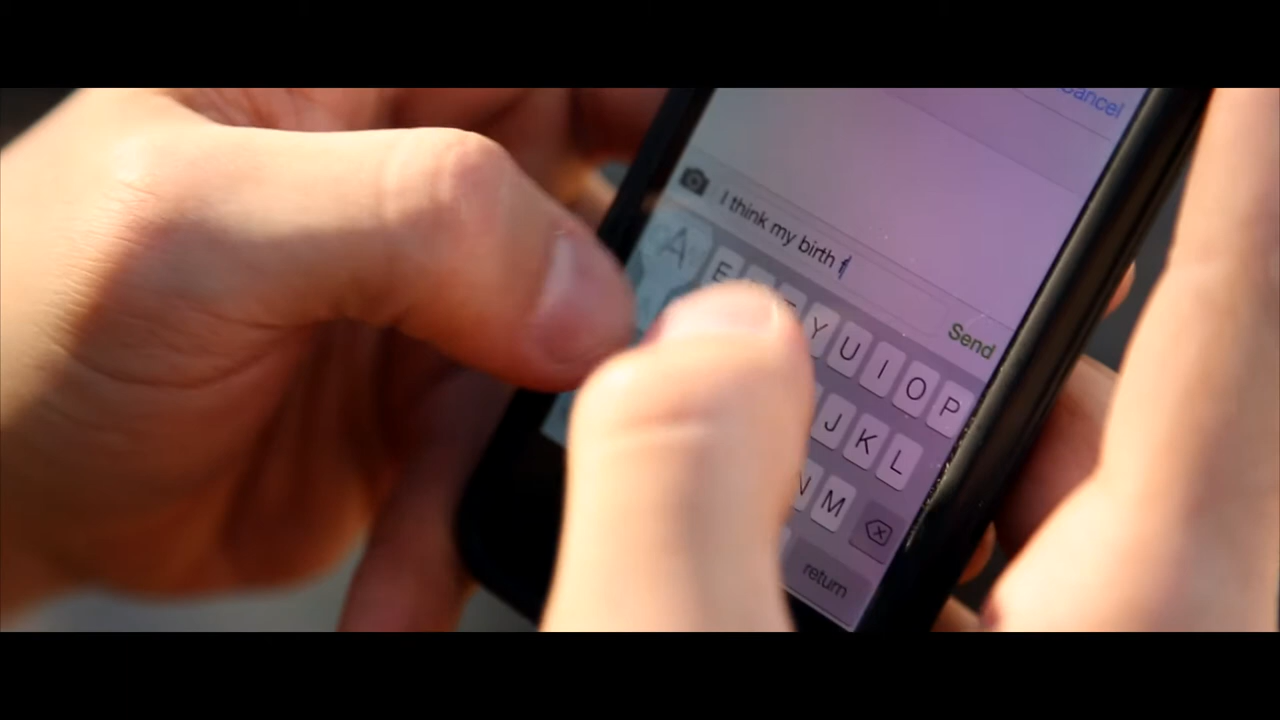 Cancel
I think my birth f
Send
A
E Y U I O P
J K L
N M
return